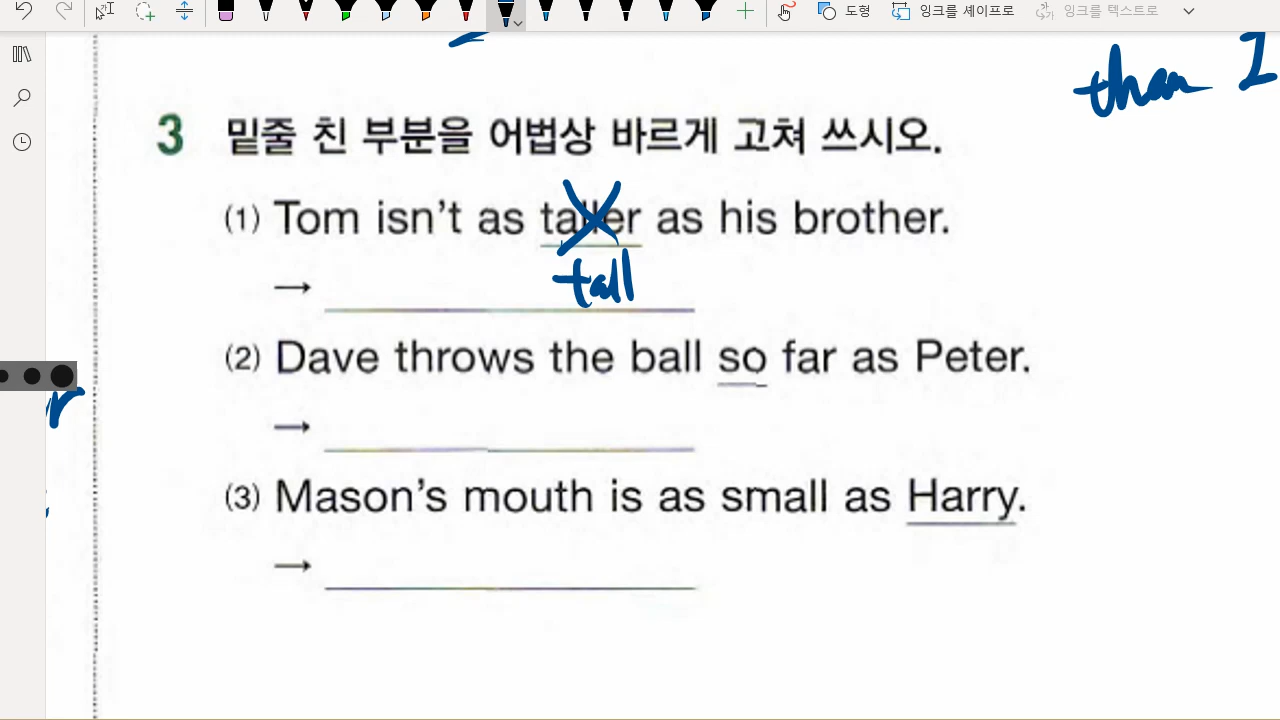 도형 잉크를 셰이프로 잉크를 텍스트로
than I
3 밑줄 친 부분을 어법상 바르게 고쳐 쓰시오.
(1) Tom isn't as taller as his brother.
→ tall
(2) Dave throws the ball so far as Peter.
→
(3) Mason's mouth is as small as Harry.
→